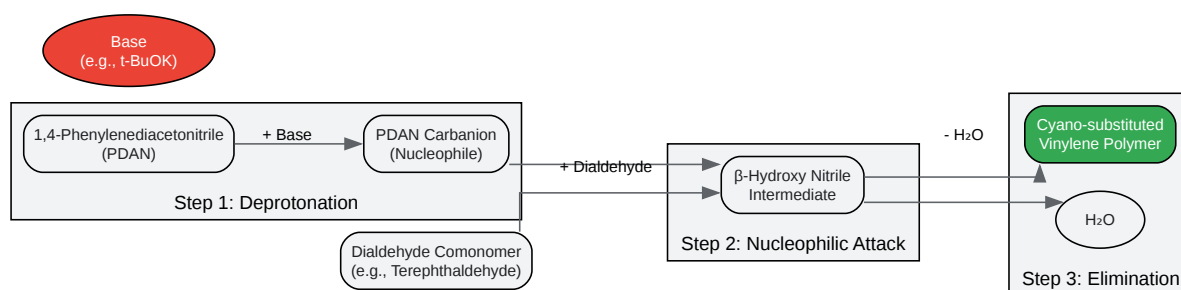 Base
(e.g., t-BuOK)
1,4-Phenylenediacetonitrile
(PDAN)
+ Base
PDAN Carbanion
(Nucleophile)
Step 1: Deprotonation
Dialdehyde Comonomer
(e.g., Terephthaldehyde)
+ Dialdehyde
β-Hydroxy Nitrile
Intermediate
Step 2: Nucleophilic Attack
- H₂O
Cyano-substituted
Vinylene Polymer
H₂O
Step 3: Elimination